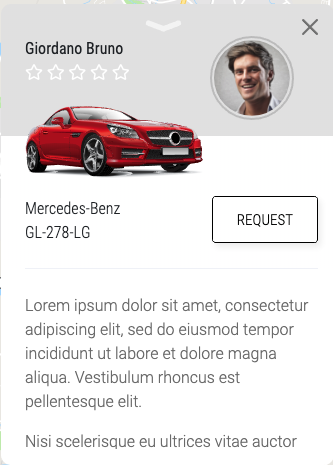 Giordano Bruno
Mercedes-Benz
GL-278-LG
REQUEST
Lorem ipsum dolor sit amet, consectetur
adipiscing elit, sed do eiusmod tempor
incididunt ut labore et dolore magna
aliqua. Vestibulum rhoncus est
pellentesque elit.
Nisi scelerisque eu ultrices vitae auctor